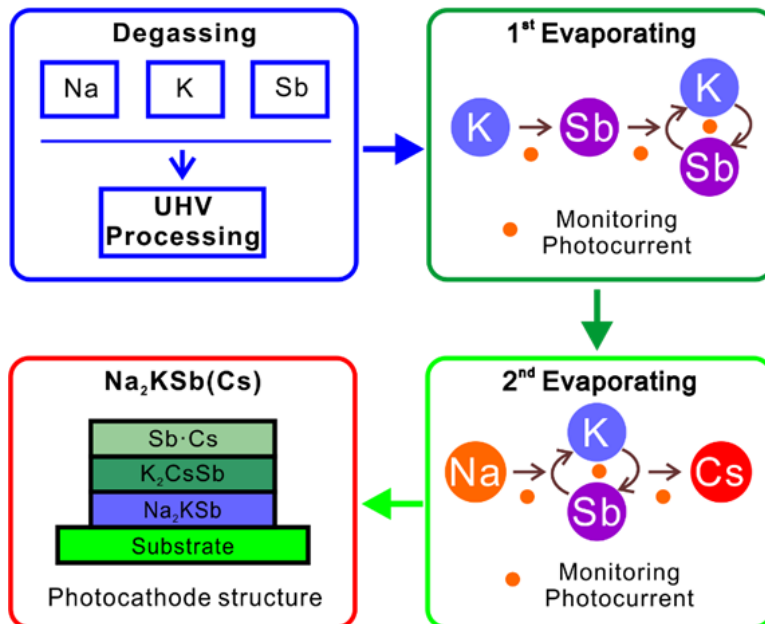 Degassing
Na K Sb
UHV
Processing
1st Evaporating
K Sb K
Sb
Monitoring
Photocurrent
Na₂KSb(Cs)
Sb·Cs
K₂CsSb
Na₂KSb
Substrate
Photocathode structure
2nd Evaporating
K
Na Cs
Sb
Monitoring
Photocurrent